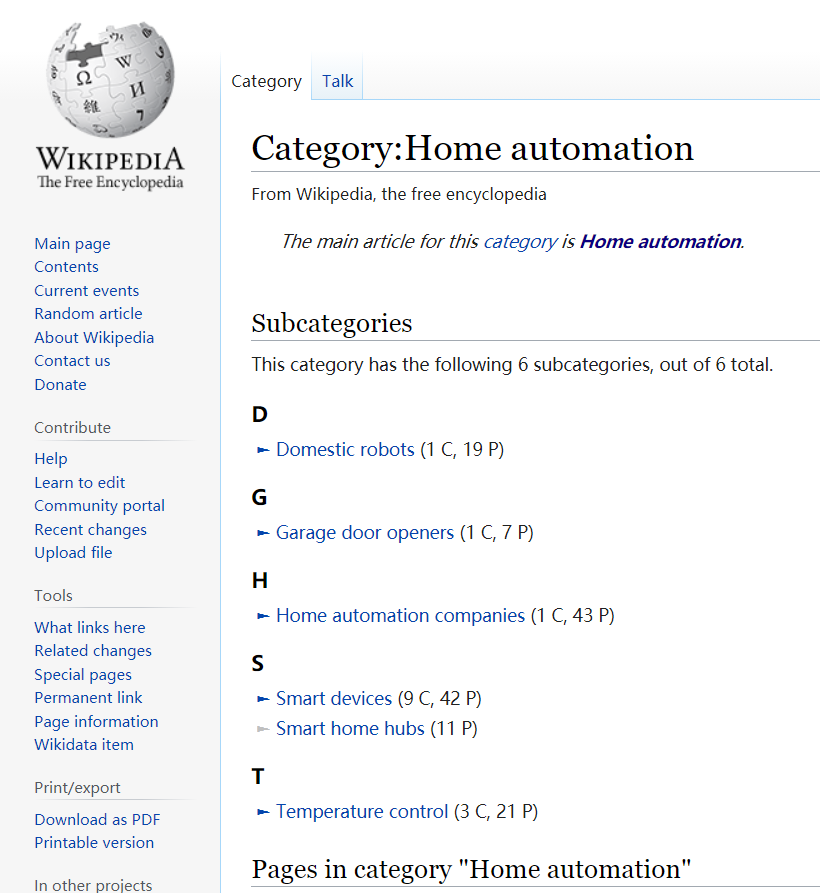 WIKIPEDIA
The Free Encyclopedia
Main page
Contents
Current events
Random article
About Wikipedia
Contact us
Donate
Contribute
Help
Learn to edit
Community portal
Recent changes
Upload file
Tools
What links here
Related changes
Special pages
Permanent link
Page information
Wikidata item
Print/export
Download as PDF
Printable version
In other projects
Category Talk
Category:Home automation
From Wikipedia, the free encyclopedia
The main article for this category is Home automation.
Subcategories
This category has the following 6 subcategories, out of 6 total.
D
► Domestic robots (1 C, 19 P)
G
► Garage door openers (1 C, 7 P)
H
► Home automation companies (1 C, 43 P)
S
► Smart devices (9 C, 42 P)
► Smart home hubs (11 P)
T
► Temperature control (3 C, 21 P)
Pages in category "Home automation"